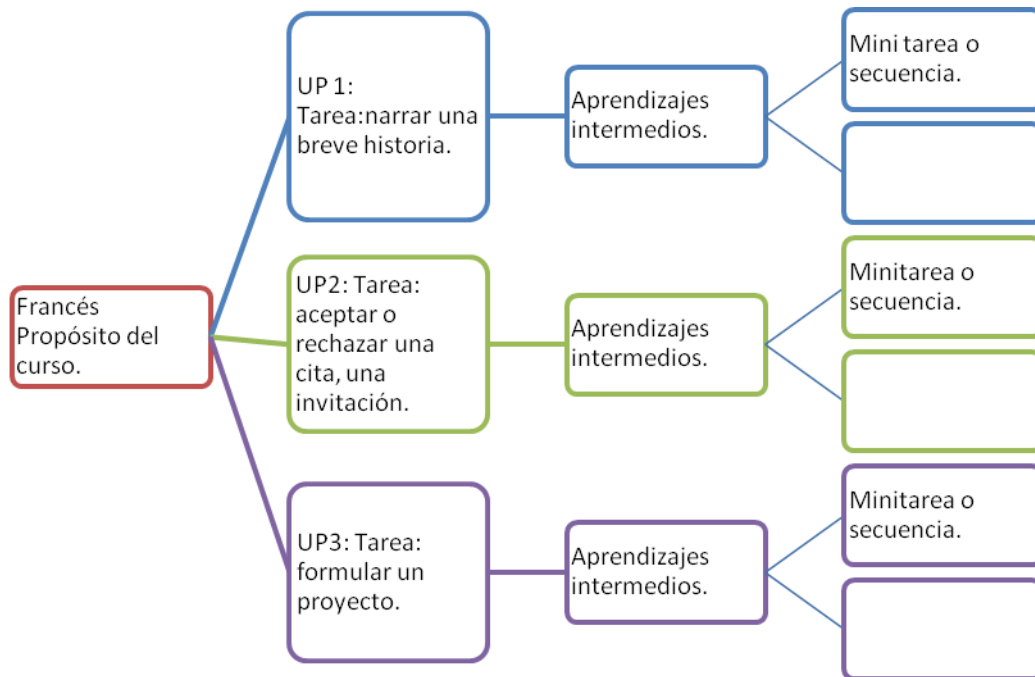 Francés
Propósito del
curso.
UP 1:
Tarea:narrar una
breve historia.
Aprendizajes
intermedios.
Mini tarea o
secuencia.
UP2: Tarea:
aceptar o
rechazar una
cita, una
invitación.
Aprendizajes
intermedios.
Minitarea o
secuencia.
UP3: Tarea:
formular un
proyecto.
Aprendizajes
intermedios.
Minitarea o
secuencia.